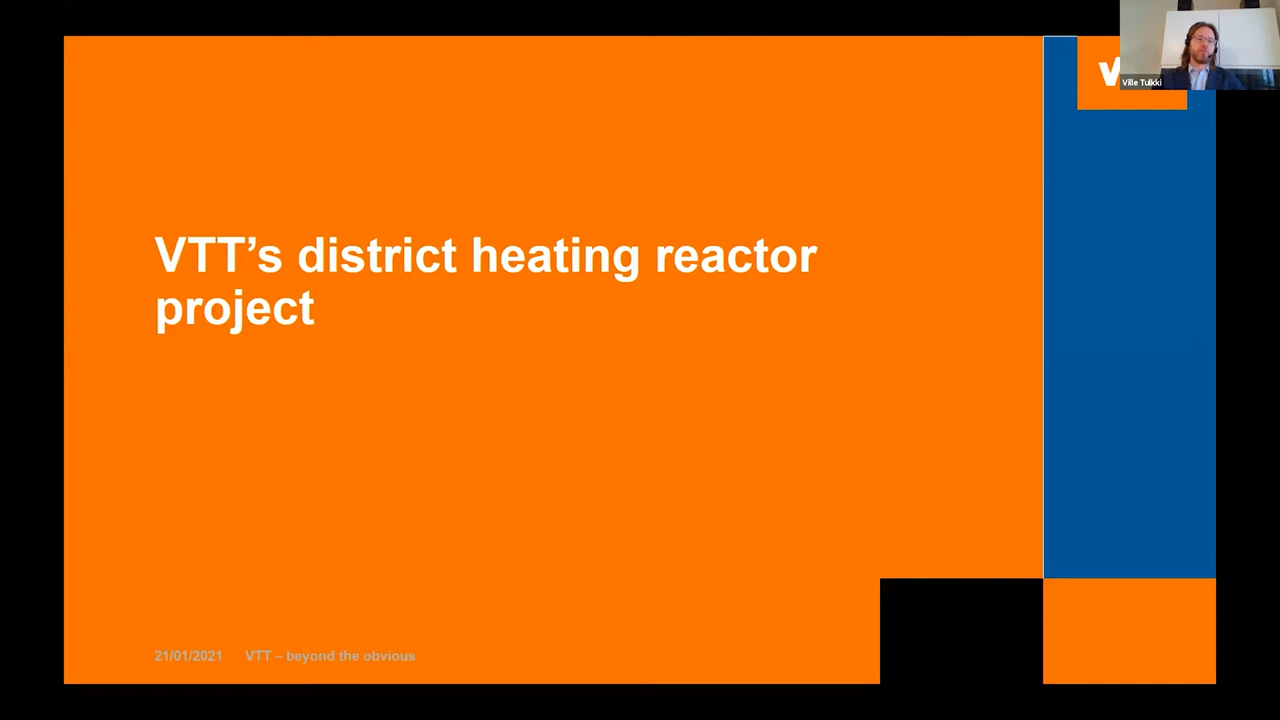 Ville Tulkki
VTT's district heating reactor
project
21/01/2021 VTT – beyond the obvious